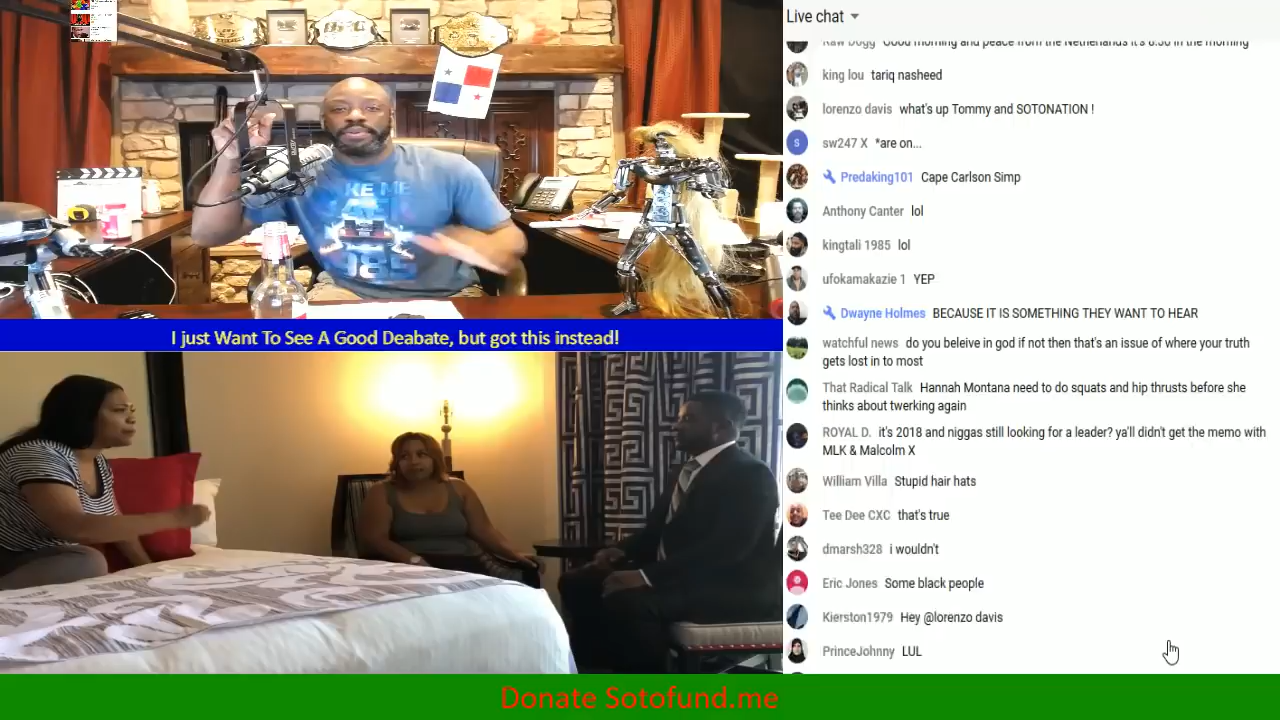 Live chat
Raw Dogg Good morning and peace from the Netherlands it's 8:30 in the morning
king lou tariq nasheed
lorenzo davis what's up Tommy and SOTONATION !
S sw247 X *are on...
Predaking101 Cape Carlson Simp
Anthony Canter lol
kingtali 1985 lol
ufokamakazie 1 YEP
Dwayne Holmes BECAUSE IT IS SOMETHING THEY WANT TO HEAR
watchful news do you beleive in god if not then that's an issue of where your truth
gets lost in to most
That Radical Talk Hannah Montana need to do squats and hip thrusts before she
thinks about twerking again
ROYAL D. it's 2018 and niggas still looking for a leader? ya'll didn't get the memo with
MLK & Malcolm X
William Villa Stupid hair hats
Tee Dee CXC that's true
dmarsh328 i wouldn't
Eric Jones Some black people
Kierston1979 Hey @lorenzo davis
PrinceJohnny LUL
985
I just Want To See A Good Deabate, but got this instead!
Donate Sotofund.me